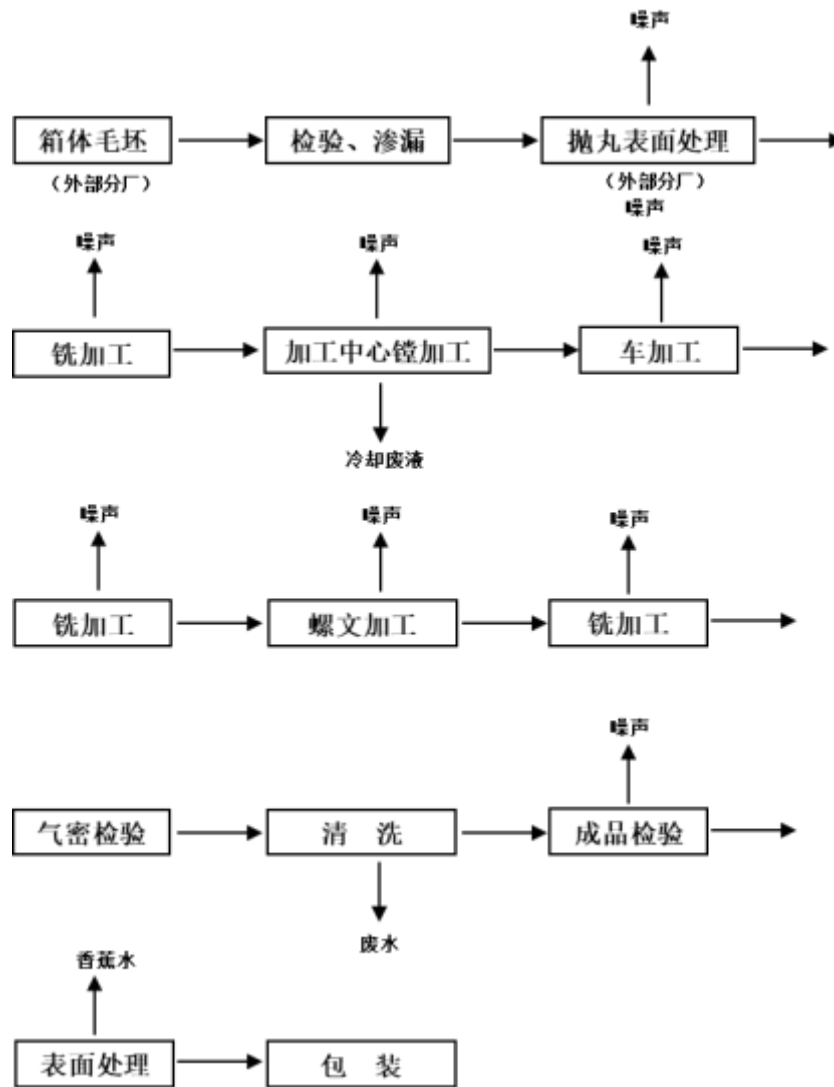 噪声
箱体毛坯 检验、渗漏 抛丸表面处理
（外部分厂） （外部分厂）
噪声
噪声 噪声 噪声
铣加工 加工中心镗加工 车加工
冷却废液
噪声 噪声 噪声
铣加工 螺文加工 铣加工
噪声
气密检验 清 洗 成品检验
废水
香蕉水
表面处理 包 装